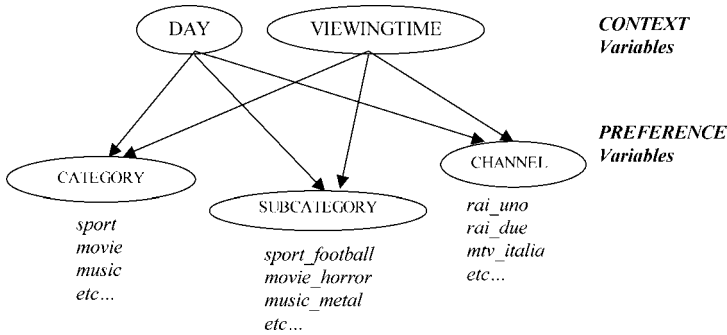 DAY
VIEWINGTIME
CONTEXT
Variables
PREFERENCE
Variables
CATEGORY
SUBCATEGORY
CHANNEL
sport
movie
music
etc…
sport_football
movie_horror
music_metal
etc…
rai_uno
rai_due
mtv_italia
etc…